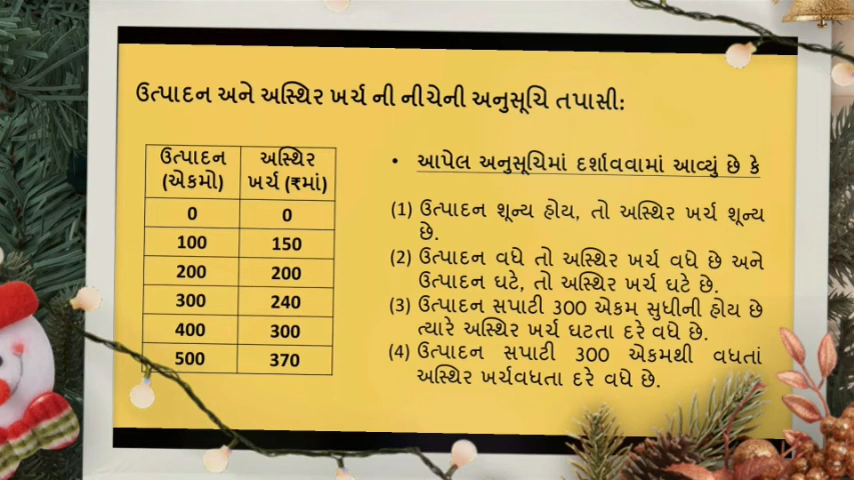 ઉત્પાદન અને અસ્થિર ખર્ચ ની નીચેની અનુસૂચિ તપાસી:
ઉત્પાદન (એકમો) અસ્થિર ખર્ચ (₹માં)
0 0
100 150
200 200
300 240
400 300
500 370
• આપેલ અનુસૂચિમાં દર્શાવવામાં આવ્યું છે કે
(1) ઉત્પાદન શૂન્ય હોય, તો અસ્થિર ખર્ચ શૂન્ય
છે.
(2) ઉત્પાદન વધે તો અસ્થિર ખર્ચ વધે છે અને
ઉત્પાદન ઘટે, તો અસ્થિર ખર્ચ ઘટે છે.
(3) ઉત્પાદન સપાટી 300 એકમ સુધીની હોય છે
ત્યારે અસ્થિર ખર્ચ ઘટતા દરે વધે છે.
(4) ઉત્પાદન સપાટી 300 એકમથી વધતાં
અસ્થિર ખર્ચવધતા દરે વધે છે.